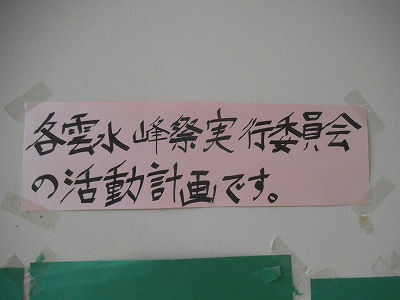 各雲水峰祭実行委員会
の活動計画です。